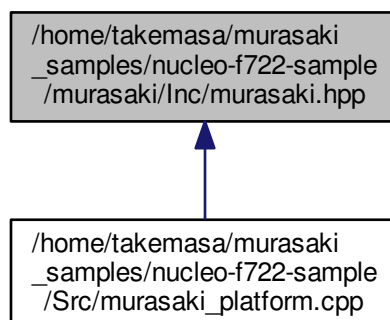 /home/takemasa/murasaki
_samples/nucleo-f722-sample
/murasaki/Inc/murasaki.hpp
/home/takemasa/murasaki
_samples/nucleo-f722-sample
/Src/murasaki_platform.cpp